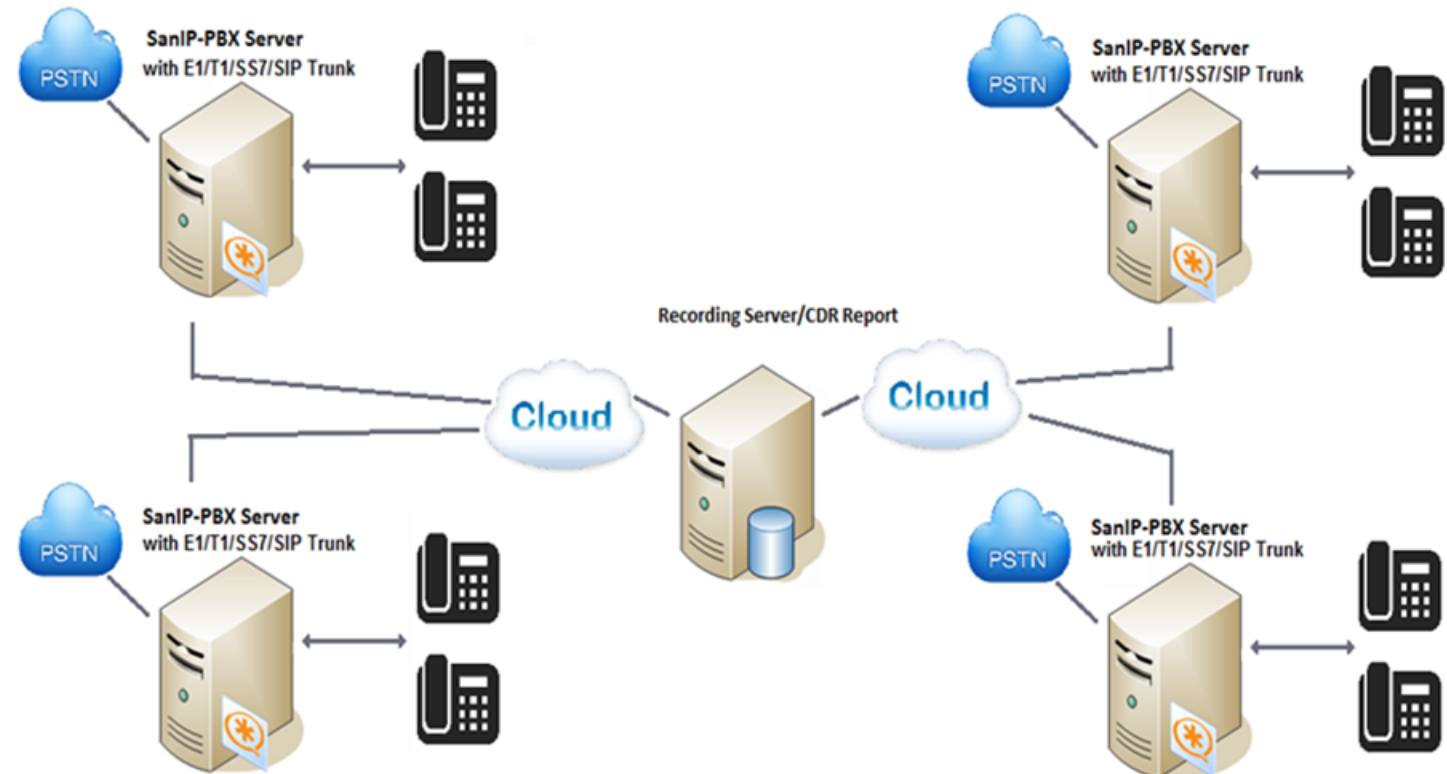 PSTN
SanIP-PBX Server
with E1/T1/SS7/SIP Trunk
PSTN
SanIP-PBX Server
with E1/T1/SS7/SIP Trunk
Recording Server/CDR Report
Cloud
Cloud
PSTN
SanIP-PBX Server
with E1/T1/SS7/SIP Trunk
PSTN
SanIP-PBX Server
with E1/T1/SS7/SIP Trunk